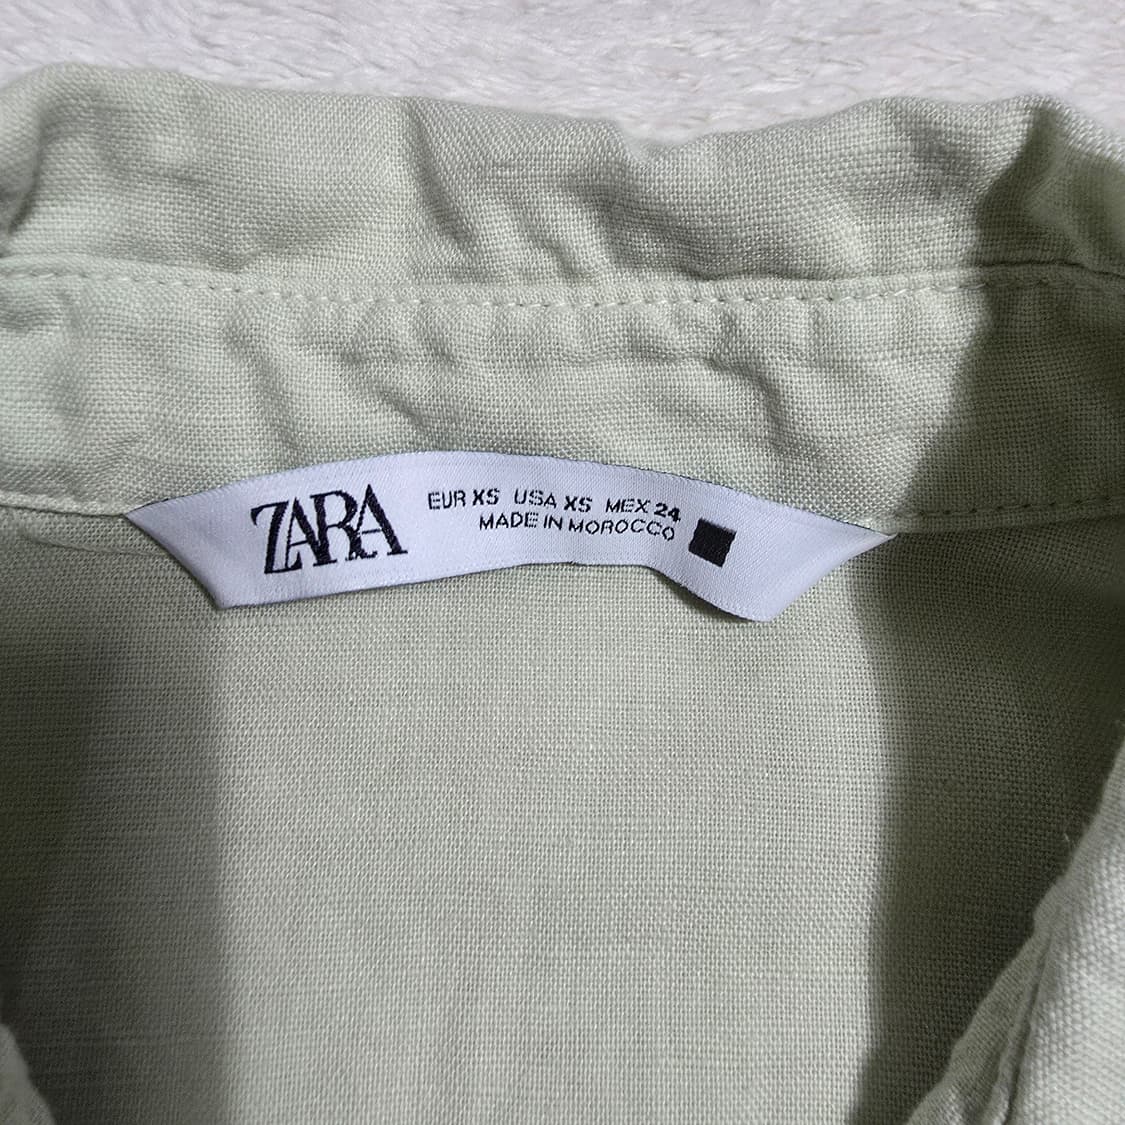 ZARA
EUR XS USA XS MEX 24
MADE IN MOROCCO